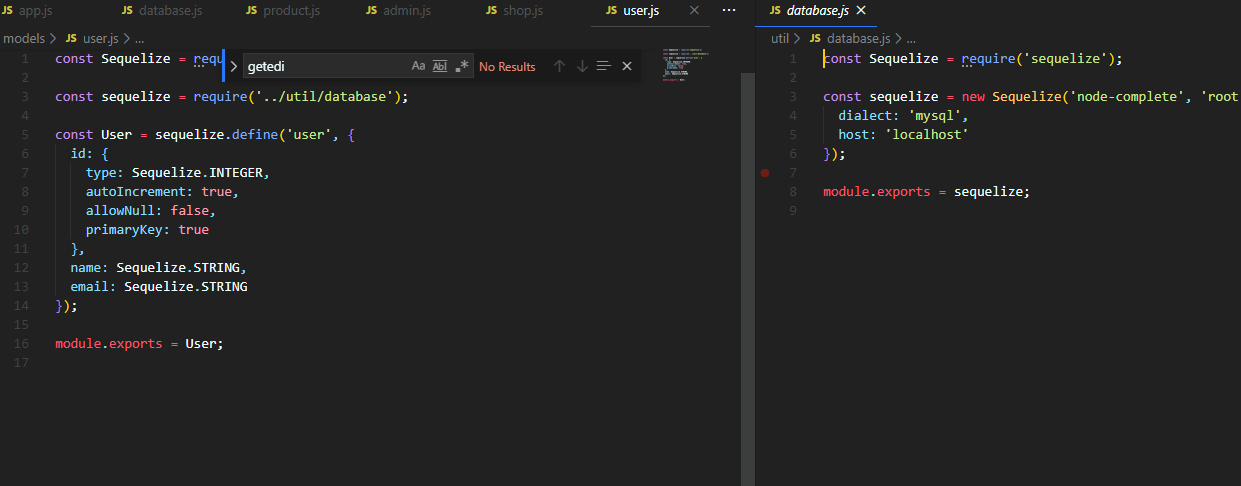 JS app.js JS database.js JS product.js JS admin.js JS shop.js JS user.js ···
models > JS user.js > ...
1 const Sequelize = requ
getedi Aa Abl .* No Results
2
3 const sequelize = require('../util/database');
4
5 const User = sequelize.define('user', {
6 id: {
7 type: Sequelize.INTEGER,
8 autoIncrement: true,
9 allowNull: false,
10 primaryKey: true
11 },
12 name: Sequelize.STRING,
13 email: Sequelize.STRING
14 });
15
16 module.exports = User;
17
JS database.js
util > JS database.js > ...
1 const Sequelize = require('sequelize');
2
3 const sequelize = new Sequelize('node-complete', 'root
4 dialect: 'mysql',
5 host: 'localhost'
6 });
7
8 module.exports = sequelize;
9